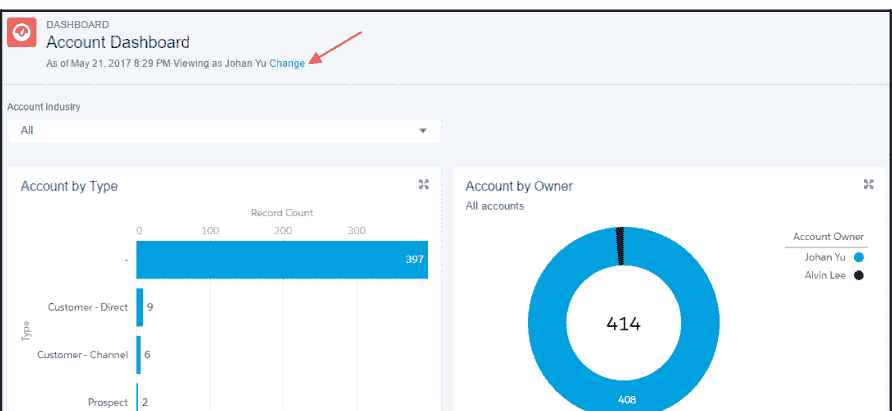 DASHBOARD
Account Dashboard
As of May 21, 2017 8:29 PM·Viewing as Johan Yu·Change
Account Industry
All
Account by Type
Record Count
0 100 200 300
- 397
Customer - Direct 9
Customer - Channel 6
Prospect 2
Type
Account by Owner
All accounts
Account Owner
Johan Yu
Alvin Lee
414
408